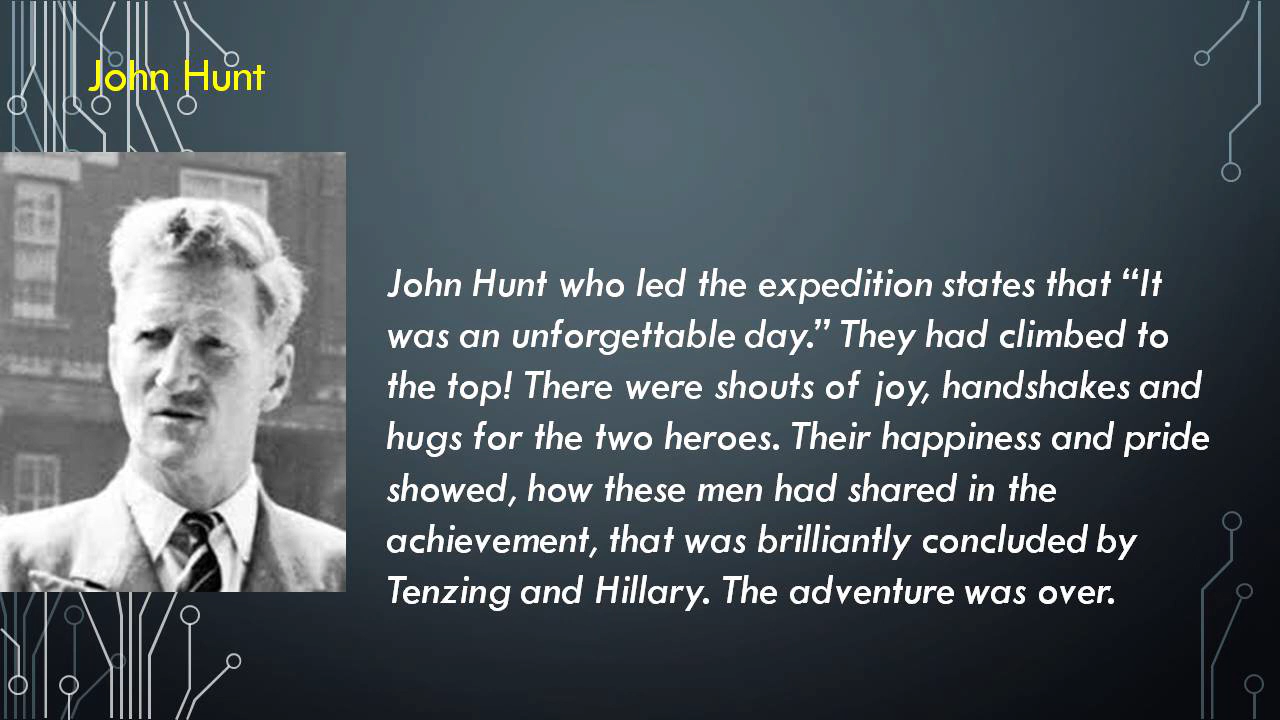 John Hunt
John Hunt who led the expedition states that “It
was an unforgettable day.” They had climbed to
the top! There were shouts of joy, handshakes and
hugs for the two heroes. Their happiness and pride
showed, how these men had shared in the
achievement, that was brilliantly concluded by
Tenzing and Hillary. The adventure was over.